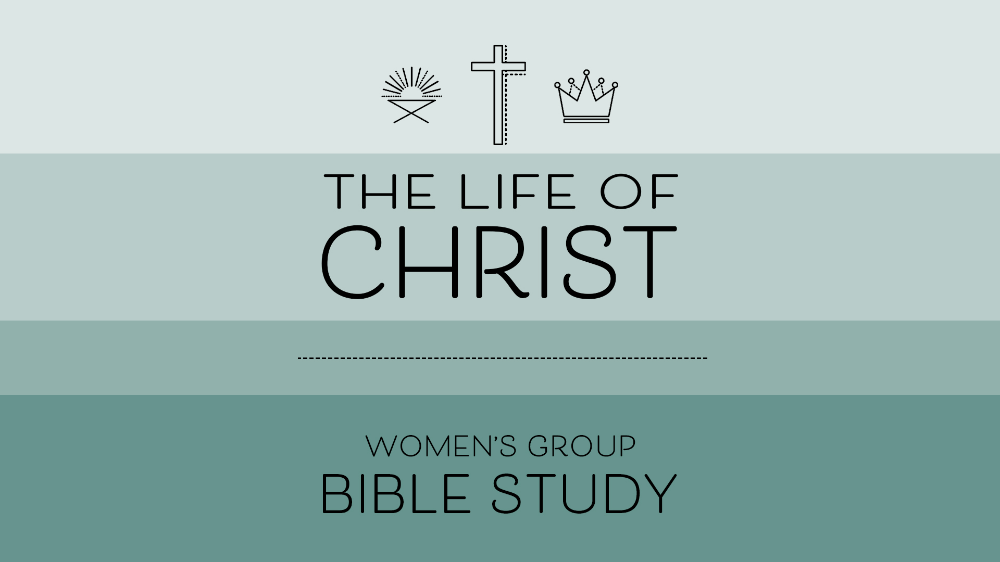 THE LIFE OF
CHRIST
WOMEN'S GROUP
BIBLE STUDY